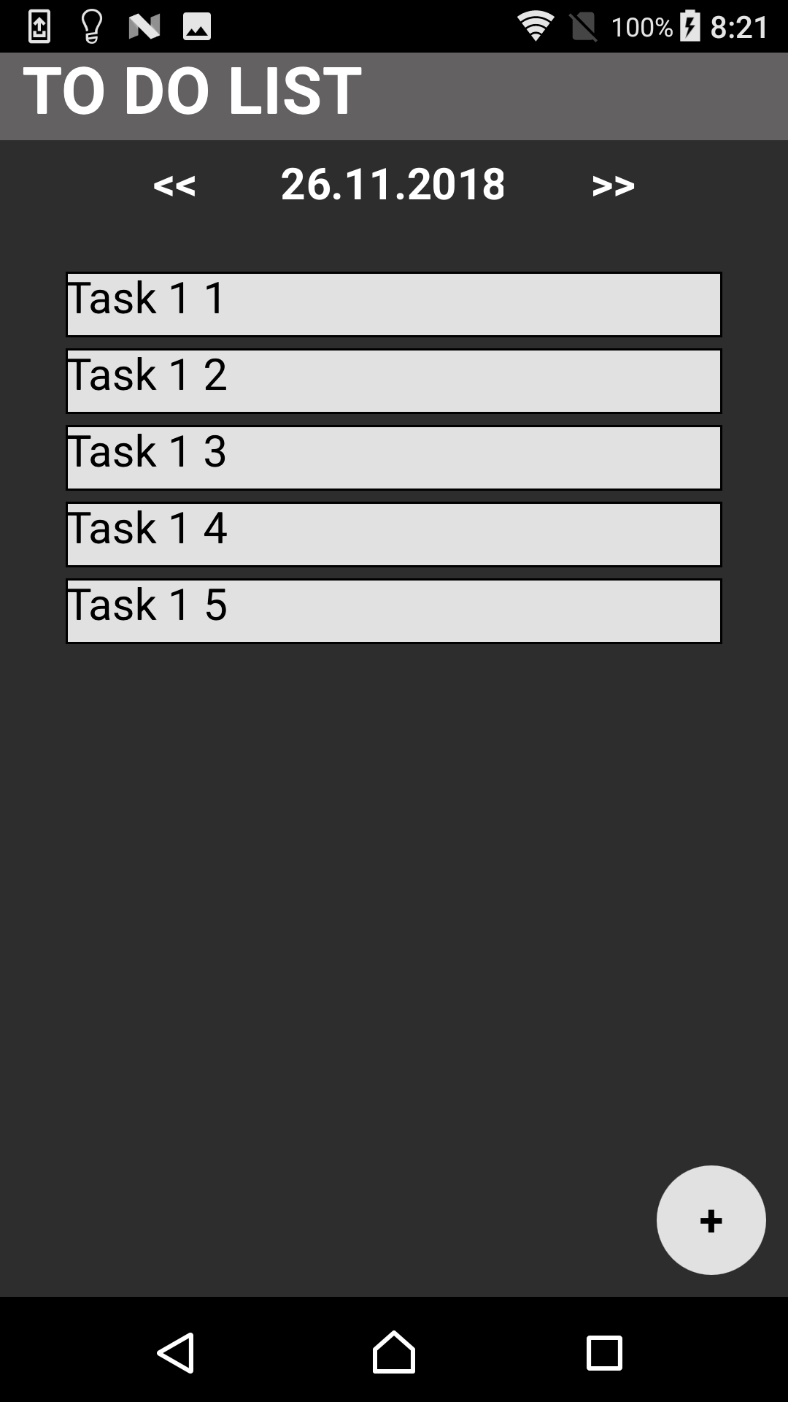 100% 8:21
TO DO LIST
<< 26.11.2018 >>
Task 1 1
Task 1 2
Task 1 3
Task 1 4
Task 1 5
+